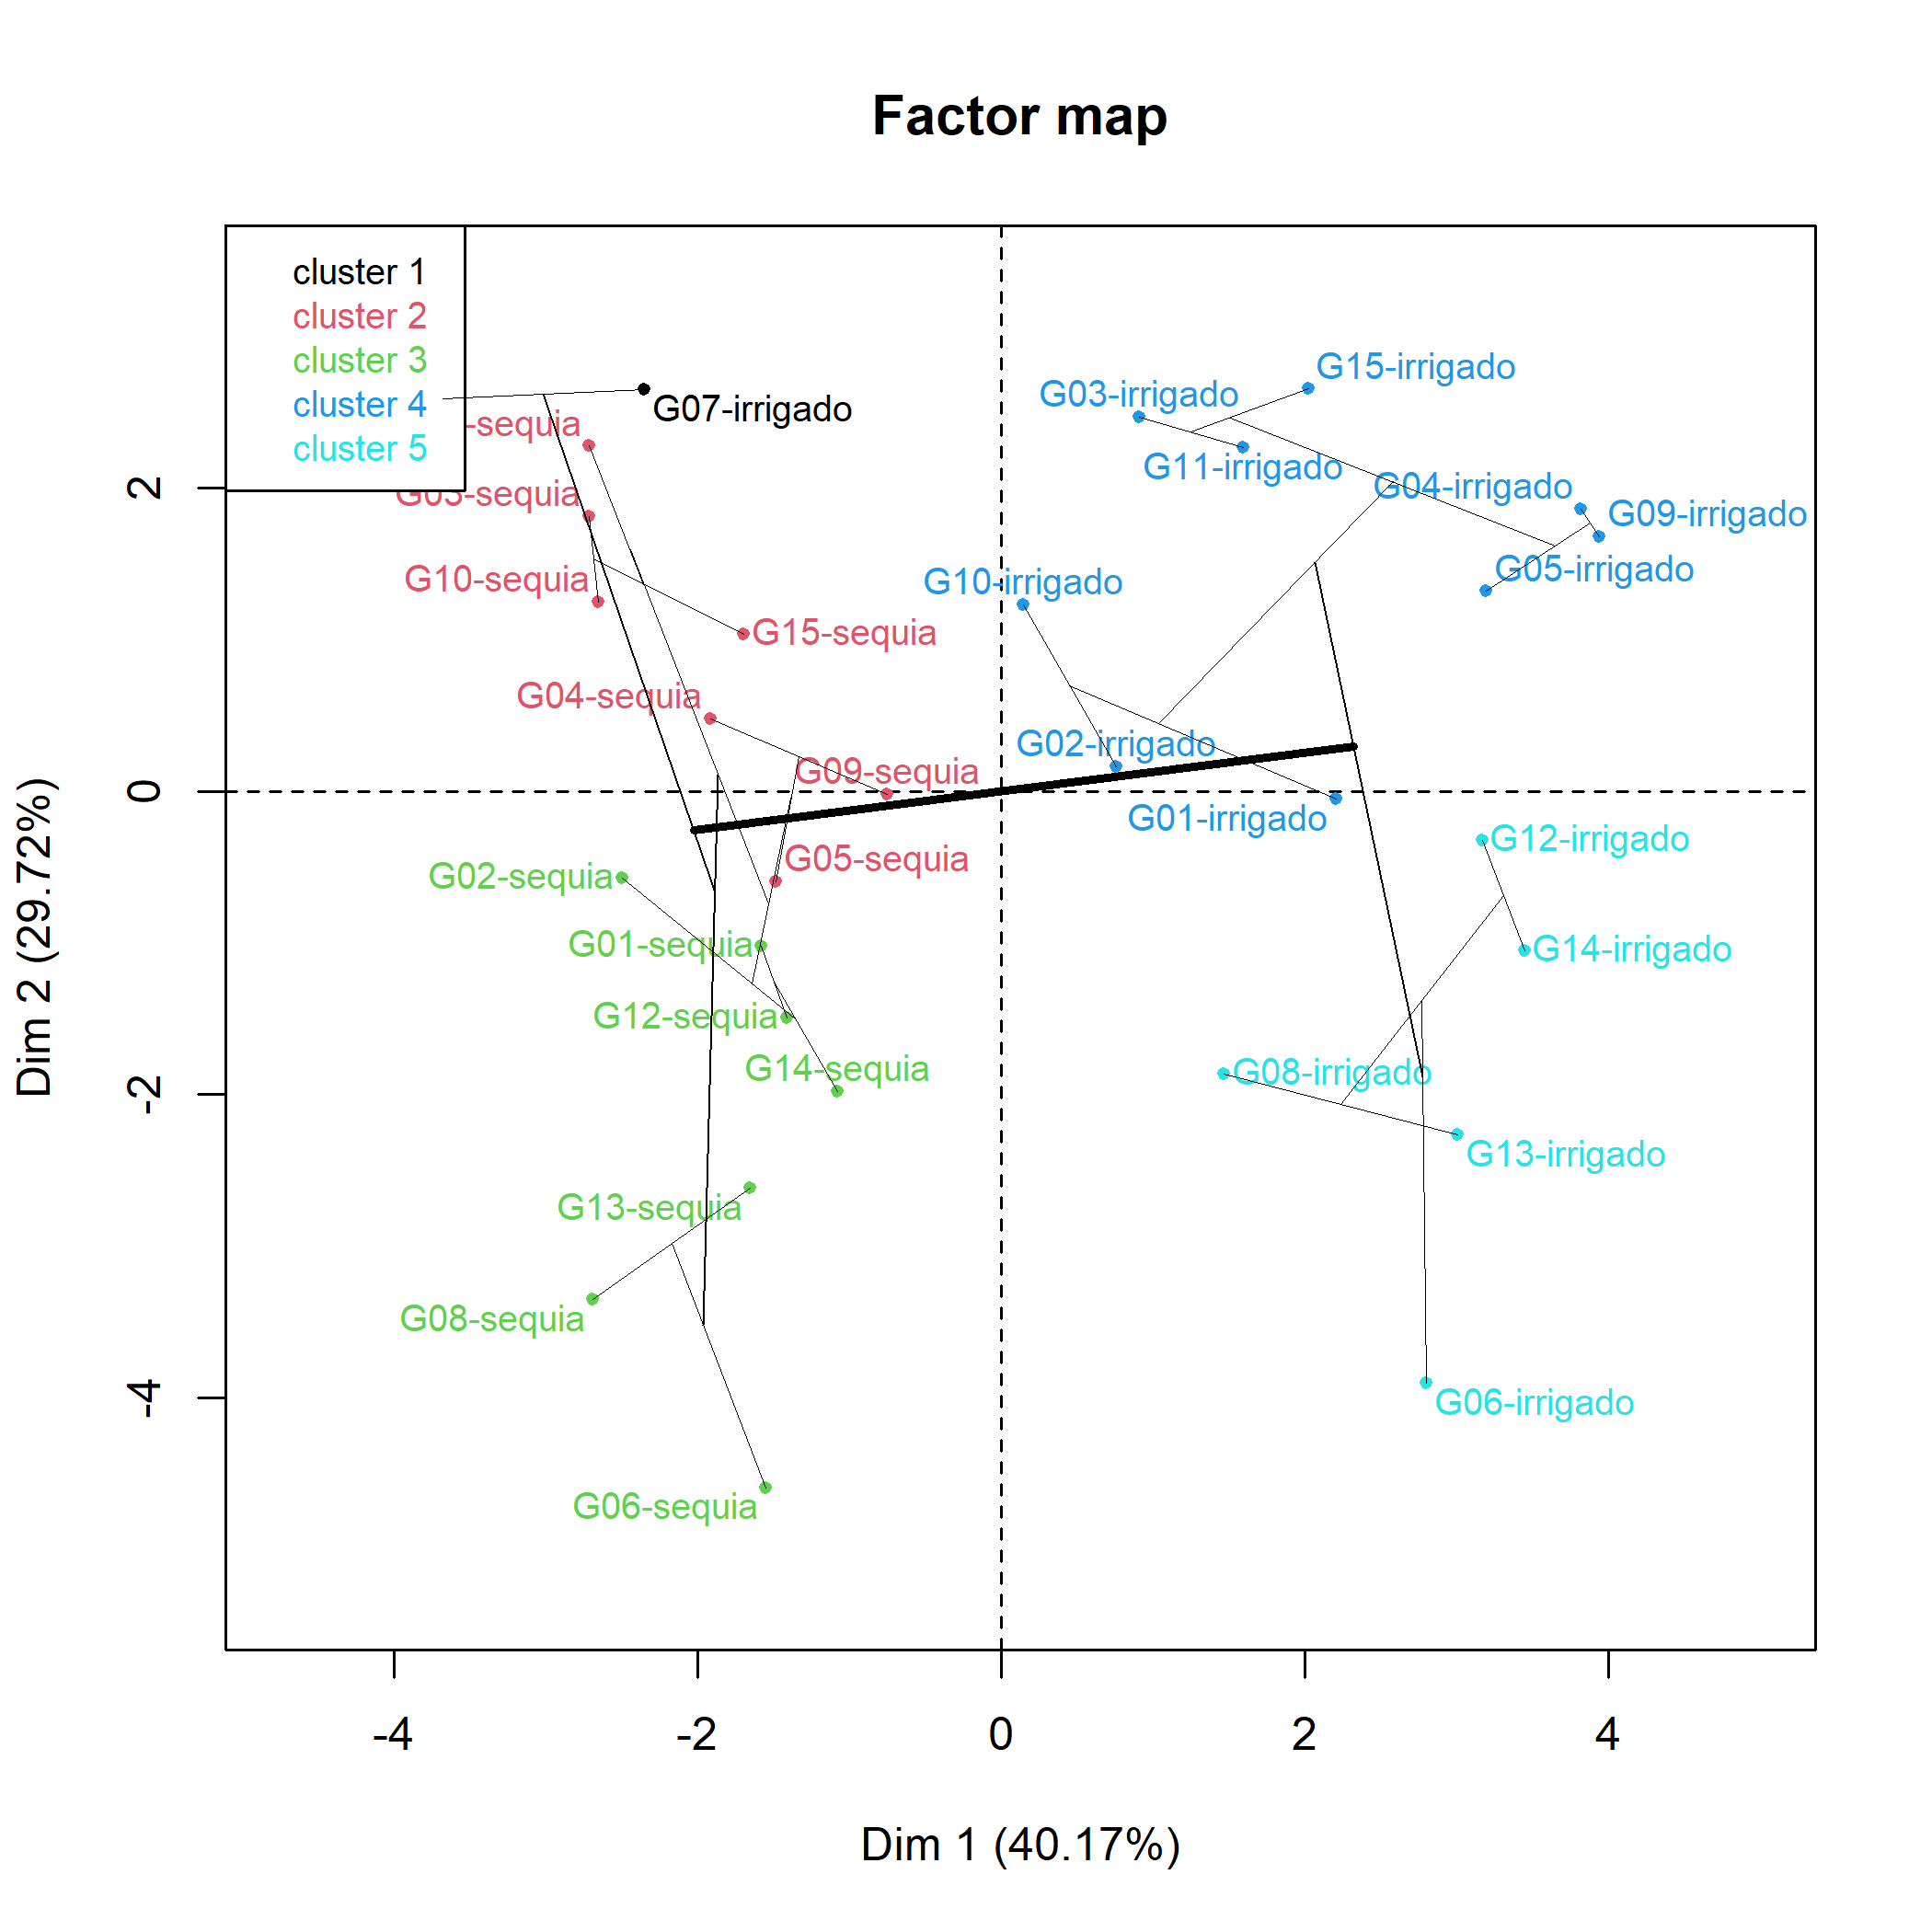 Factor map
cluster 1
cluster 2
cluster 3
cluster 4
cluster 5
G15-irrigado
G03-irrigado
G07-irrigado
-sequia
G11-irrigado
G04-irrigado
G03-sequia
G09-irrigado
G05-irrigado
G10-sequia
G10-irrigado
G15-sequia
G04-sequia
G02-irrigado
G09-sequia
G01-irrigado
G12-irrigado
G05-sequia
G02-sequia
G01-sequia
G14-irrigado
G12-sequia
G14-sequia
G08-irrigado
G13-irrigado
G13-sequia
G08-sequia
G06-irrigado
G06-sequia
2
0
-2
-4
Dim 2 (29.72%)
-4
-2
0
2
4
Dim 1 (40.17%)